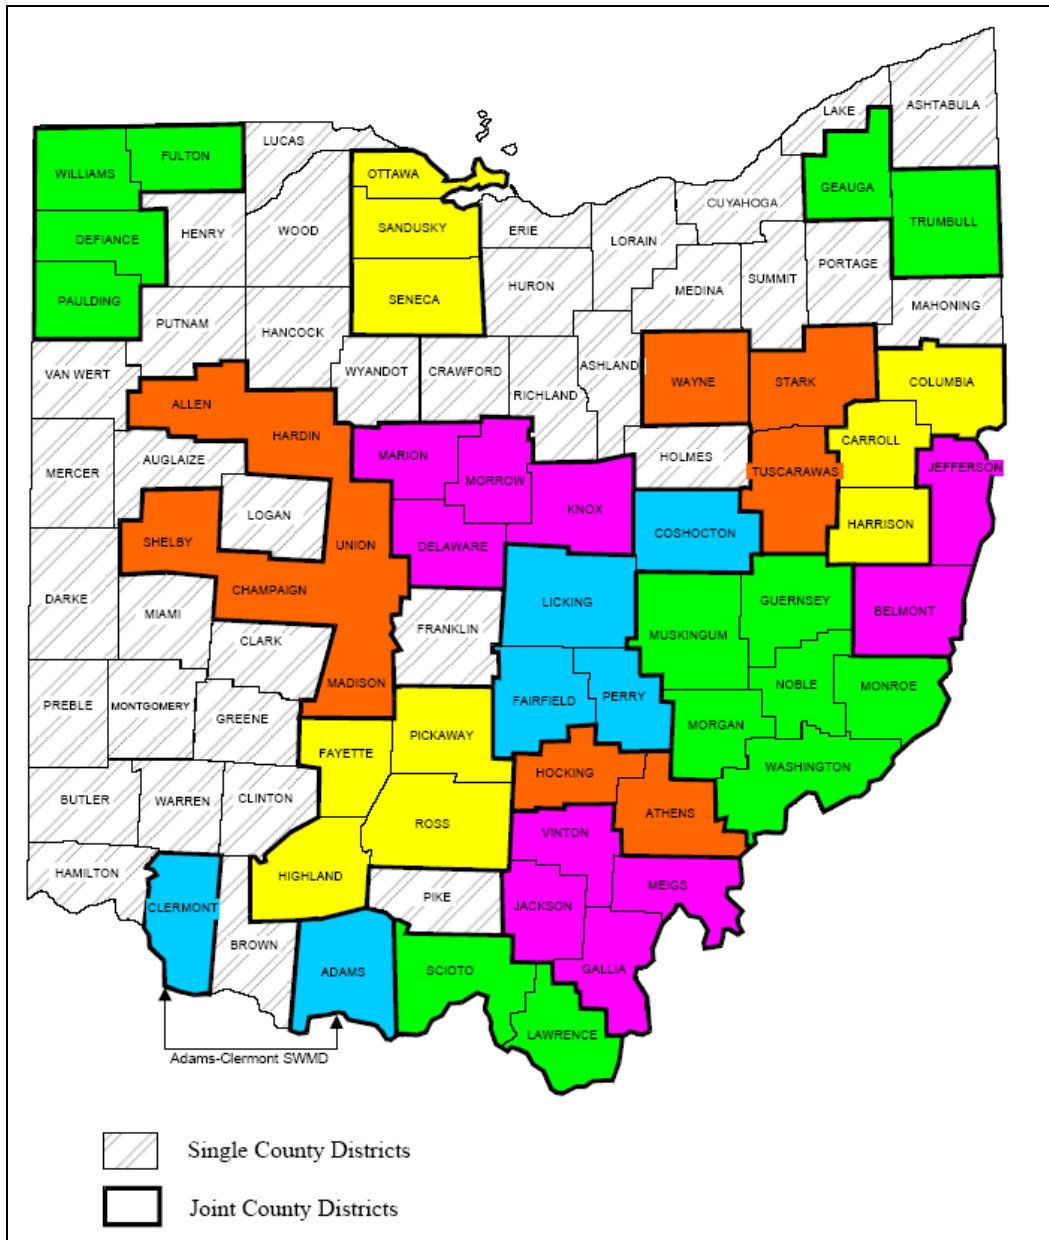 LAKE
ASHTABULA
LUCAS
FULTON
WILLIAMS
OTTAWA
GEAUGA
CUYAHOGA
TRUMBULL
SANDUSKY
ERIE
HENRY
WOOD
DEFIANCE
LORAIN
PORTAGE
SUMMIT
HURON
MEDINA
PAULDING
SENECA
MAHONING
PUTNAM
HANCOCK
ASHLAND
VAN WERT
WYANDOT
CRAWFORD
WAYNE
STARK
COLUMBIA
RICHLAND
ALLEN
HARDIN
CARROLL
MARION
HOLMES
AUGLAIZE
JEFFERSON
MERCER
TUSCARAWAS
MORROW
KNOX
LOGAN
HARRISON
COSHOCTON
SHELBY
UNION
DELAWARE
CHAMPAIGN
DARKE
LICKING
GUERNSEY
BELMONT
MIAMI
FRANKLIN
MUSKINGUM
CLARK
MADISON
NOBLE
MONROE
FAIRFIELD
PERRY
PREBLE
MONTGOMERY
GREENE
MORGAN
PICKAWAY
FAYETTE
WASHINGTON
HOCKING
BUTLER
WARREN
CLINTON
ATHENS
ROSS
VINTON
HAMILTON
HIGHLAND
MEIGS
PIKE
JACKSON
CLERMONT
BROWN
ADAMS
SCIOTO
GALLIA
LAWRENCE
Adams-Clermont SWMD
Single County Districts
Joint County Districts